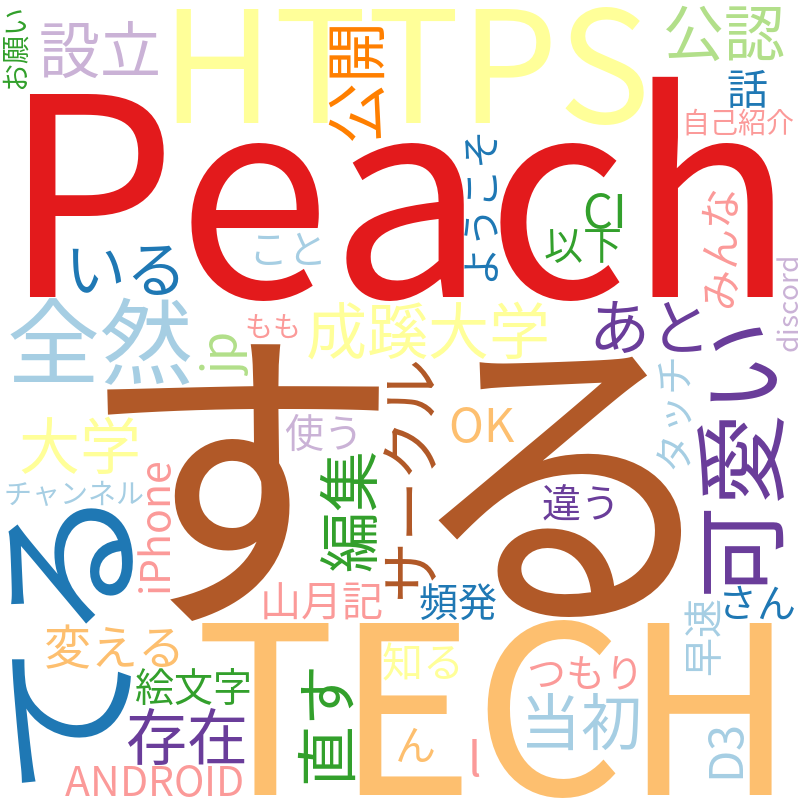 お願い
設立
HTTPS
公開
公認
話
自己紹介
Peach
ようこそ
CI
以下
みんな
discord
いる
こと
全然
jp
もも
成蹊大学
あと
する
タッチ
可愛い
大学
使う
サークル
OK
チャンネル
iPhone
編集
違う
てる
山月記
頻発
さん
早速
変える
TECH
知る
つもり
絵文字
存在
直す
ん
l
当初
D3
ANDROID